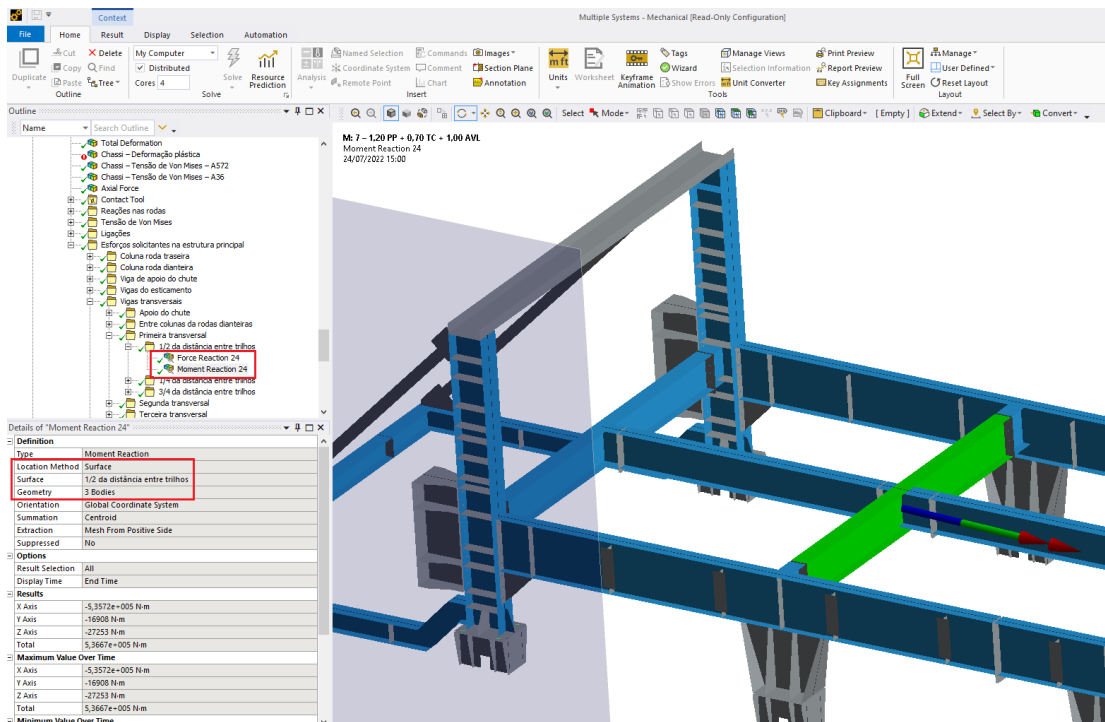 Context
Multiple Systems - Mechanical [Read-Only Configuration]
File Home Result Display Selection Automation
Duplicate
Cut
Copy
Paste
Delete
Find
Tree
Outline
My Computer
Distributed
Cores 4
Solve
Resource Prediction
Solve
Analysis
Named Selection
Coordinate System
Remote Point
Commands
Comment
Chart
Images
Section Plane
Annotation
Insert
m ft
Units
Worksheet
Keyframe Animation
Tags
Wizard
Show Errors
Manage Views
Selection Information
Unit Converter
Print Preview
Report Preview
Key Assignments
Tools
Full Screen
Manage
User Defined
Reset Layout
Layout
Outline
Name Search Outline
Select Mode Clipboard [ Empty ] Extend Select By Convert
Total Deformation
Chassi – Deformação plástica
Chassi – Tensão de Von Mises – A572
Chassi – Tensão de Von Mises – A36
Axial Force
Contact Tool
Reações nas rodas
Tensão de Von Mises
Ligações
Esforços solicitantes na estrutura principal
Coluna roda traseira
Coluna roda dianteira
Viga de apoio do chute
Vigas do esticamento
Vigas transversais
Apoio do chute
Entre colunas da rodas dianteiras
Primeira transversal
1/2 da distância entre trilhos
Force Reaction 24
Moment Reaction 24
1/4 da distância entre trilhos
3/4 da distância entre trilhos
Segunda transversal
Terceira transversal
M: 7 – 1,20 PP + 0,70 TC + 1,00 AVL
Moment Reaction 24
24/07/2022 15:00
Details of "Moment Reaction 24"
Definition
Type Moment Reaction
Location Method Surface
Surface 1/2 da distância entre trilhos
Geometry 3 Bodies
Orientation Global Coordinate System
Summation Centroid
Extraction Mesh From Positive Side
Suppressed No
Options
Result Selection All
Display Time End Time
Results
X Axis -5,3572e+005 N·m
Y Axis -16908 N·m
Z Axis -27253 N·m
Total 5,3667e+005 N·m
Maximum Value Over Time
X Axis -5,3572e+005 N·m
Y Axis -16908 N·m
Z Axis -27253 N·m
Total 5,3667e+005 N·m
Minimum Value Over Time